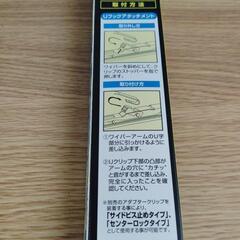 取付方法
Uフックアタッチメント
取り外し方
ワイパーを斜めにして、ク
リップのストッパーを指で
押します。
取り付け方
①ワイパーアームのU字
部分に引っかけるよう
に差し込みます。
②Uクリップ下部の凸部が
アームの穴に"カチッ"
と音がするまで差し込み、
完全に入ったことを確
認してください。
※別売のアダプタークリップを
装着する事により、
「サイドビス止めタイプ」、
「センターロックタイプ」
として使用する事が可能です。